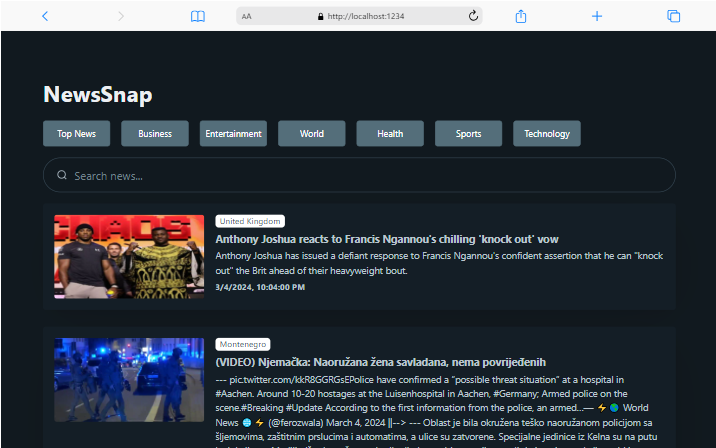 AA http://localhost:1234
NewsSnap
Top News Business Entertainment World Health Sports Technology
Search news...
CHAOS
United Kingdom
Anthony Joshua reacts to Francis Ngannou's chilling 'knock out' vow
Anthony Joshua has issued a defiant response to Francis Ngannou's confident assertion that he can "knock
out" the Brit ahead of their heavyweight bout.
3/4/2024, 10:04:00 PM
Montenegro
(VIDEO) Njemačka: Naoružana žena savladana, nema povrijeđenih
--- pic.twitter.com/kkR8GGRGsEPolice have confirmed a "possible threat situation" at a hospital in
#Aachen. Around 10-20 hostages at the Luisenhospital in Aachen, #Germany; Armed police on the
scene.#Breaking #Update According to the first information from the police, an armed...— ⚡ 🌎 World
News 🌐 ⚡ (@ferozwala) March 4, 2024 ||--> --- Oblast je bila okružena teško naoružanom policijom sa
šljemovima, zaštitnim prslucima i automatima, a ulice su zatvorene. Specijalne jedinice iz Kelna su na putu